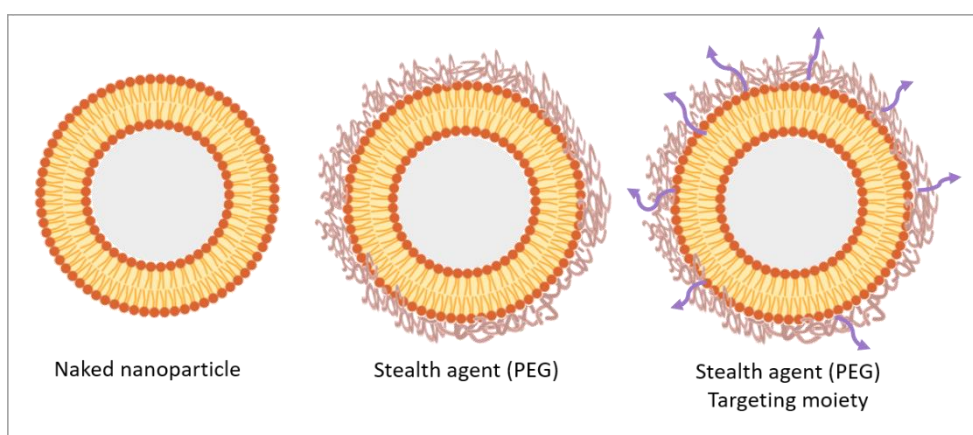 Naked nanoparticle
Stealth agent (PEG)
Stealth agent (PEG)
Targeting moiety